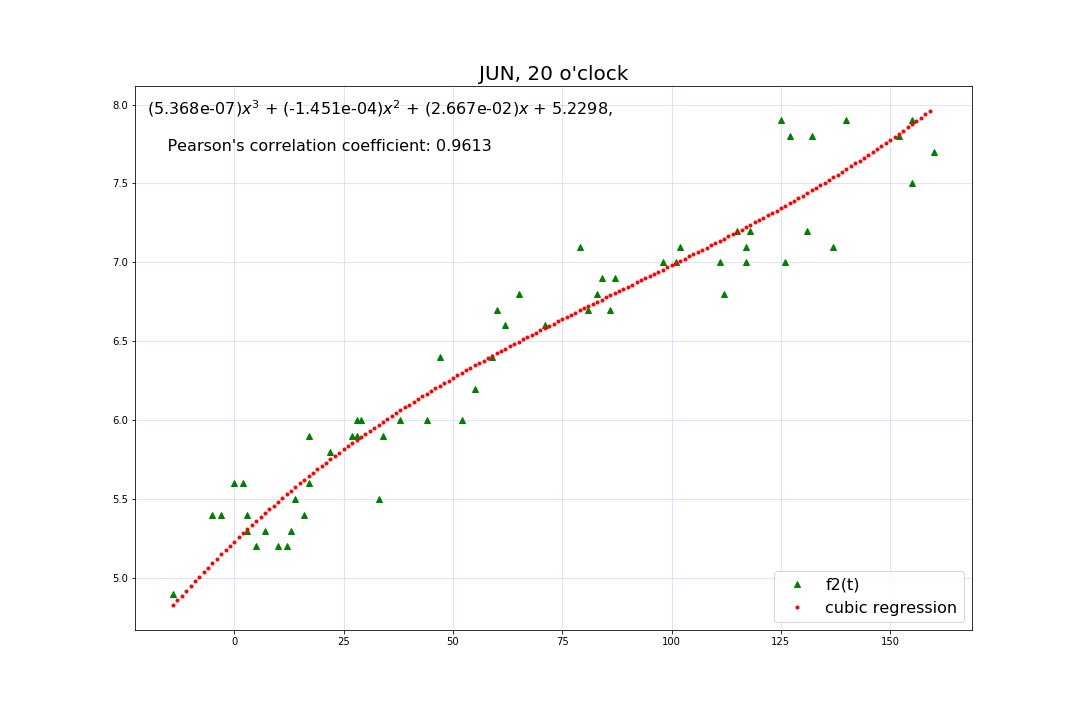 JUN, 20 o'clock
(5.368e-07)x³ + (-1.451e-04)x² + (2.667e-02)x + 5.2298,
Pearson's correlation coefficient: 0.9613
8.0
7.5
7.0
6.5
6.0
5.5
5.0
f2(t)
cubic regression
0 25 50 75 100 125 150